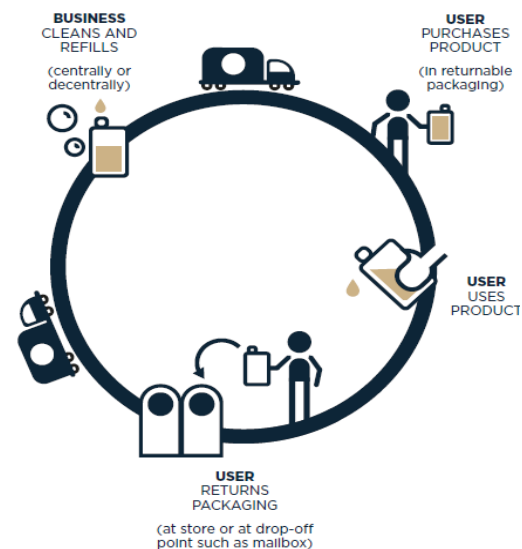 BUSINESS
CLEANS AND
REFILLS
(centrally or
decentrally)
USER
PURCHASES
PRODUCT
(in returnable
packaging)
USER
USES
PRODUCT
USER
RETURNS
PACKAGING
(at store or at drop-off
point such as mailbox)